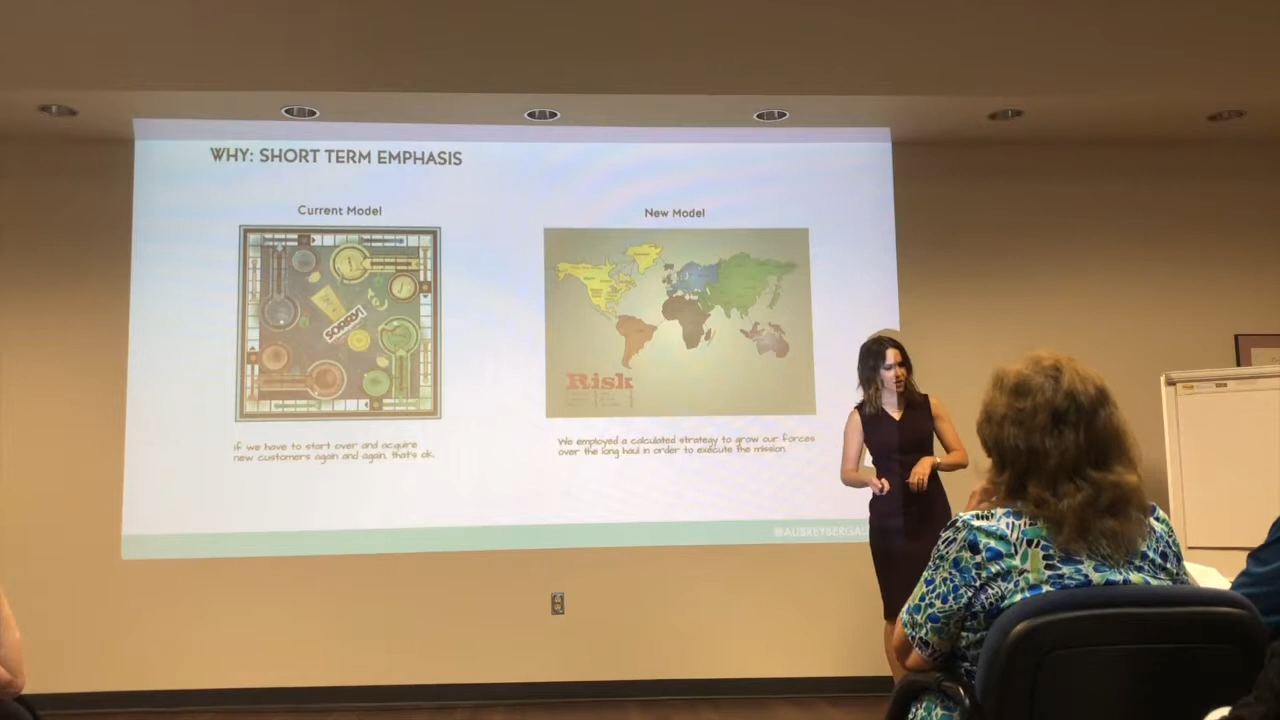 WHY: SHORT TERM EMPHASIS
Current Model
New Model
SORRY!
Risk
If we have to start over and acquire
new customers again and again, that's ok.
We employed a calculated strategy to grow our forces
over the long haul in order to execute the mission.
@AUBREYBERGAU